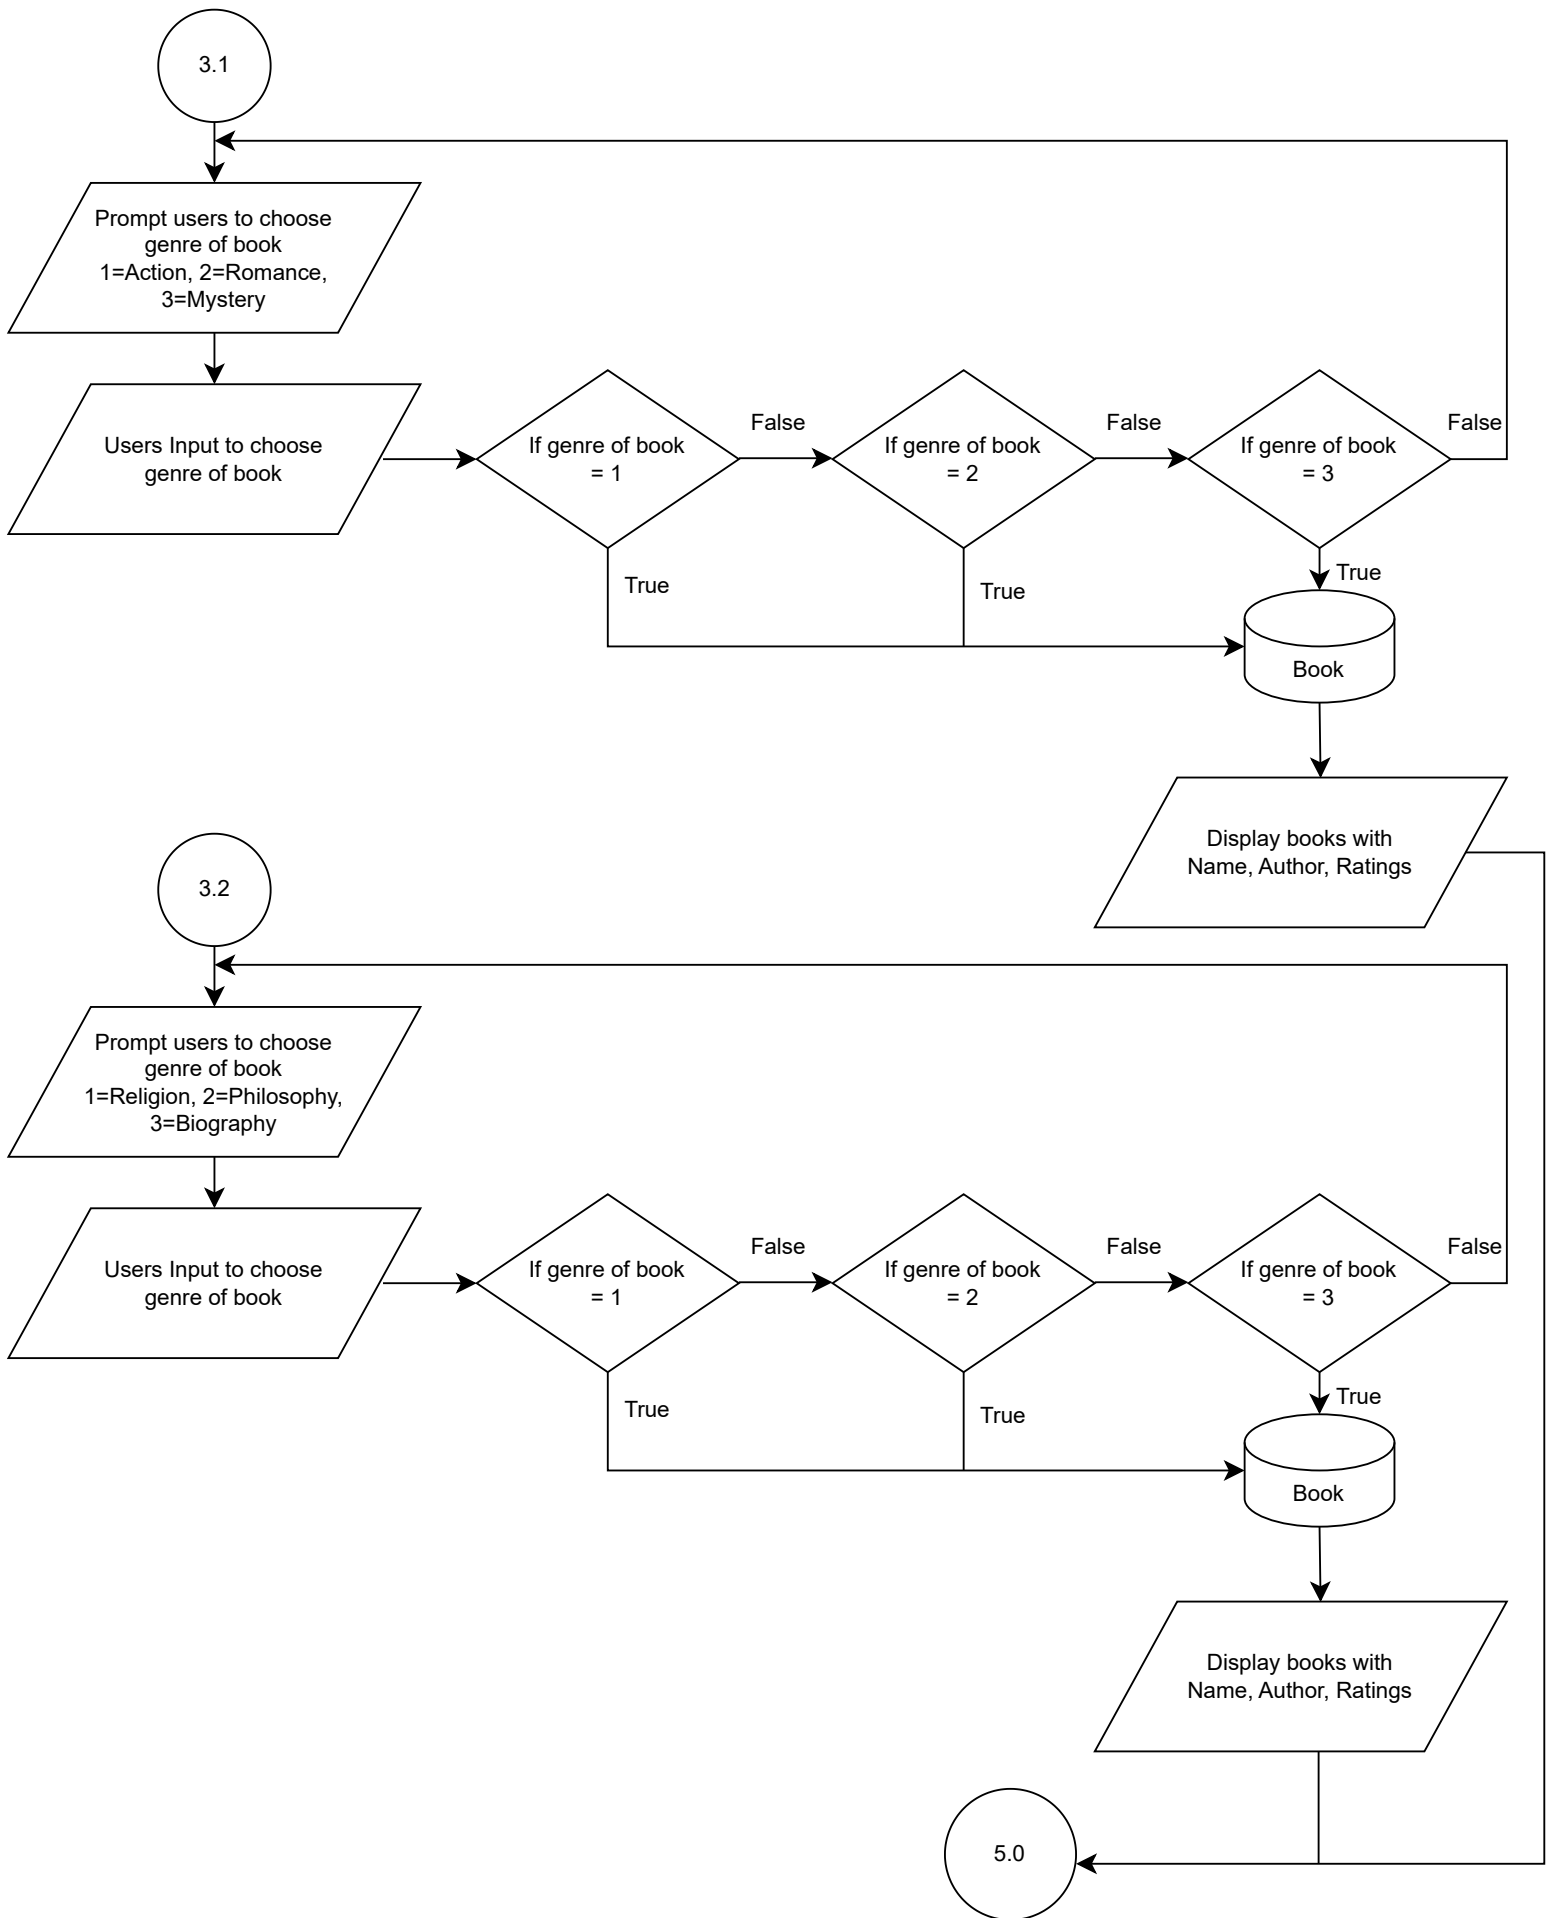 3.1
Prompt users to choose
genre of book
1=Action, 2=Romance,
3=Mystery
Users Input to choose
genre of book
If genre of book
= 1
False
If genre of book
= 2
False
If genre of book
= 3
False
True
True
True
Book
Display books with
Name, Author, Ratings
3.2
Prompt users to choose
genre of book
1=Religion, 2=Philosophy,
3=Biography
Users Input to choose
genre of book
If genre of book
= 1
False
If genre of book
= 2
False
If genre of book
= 3
False
True
True
True
Book
Display books with
Name, Author, Ratings
5.0